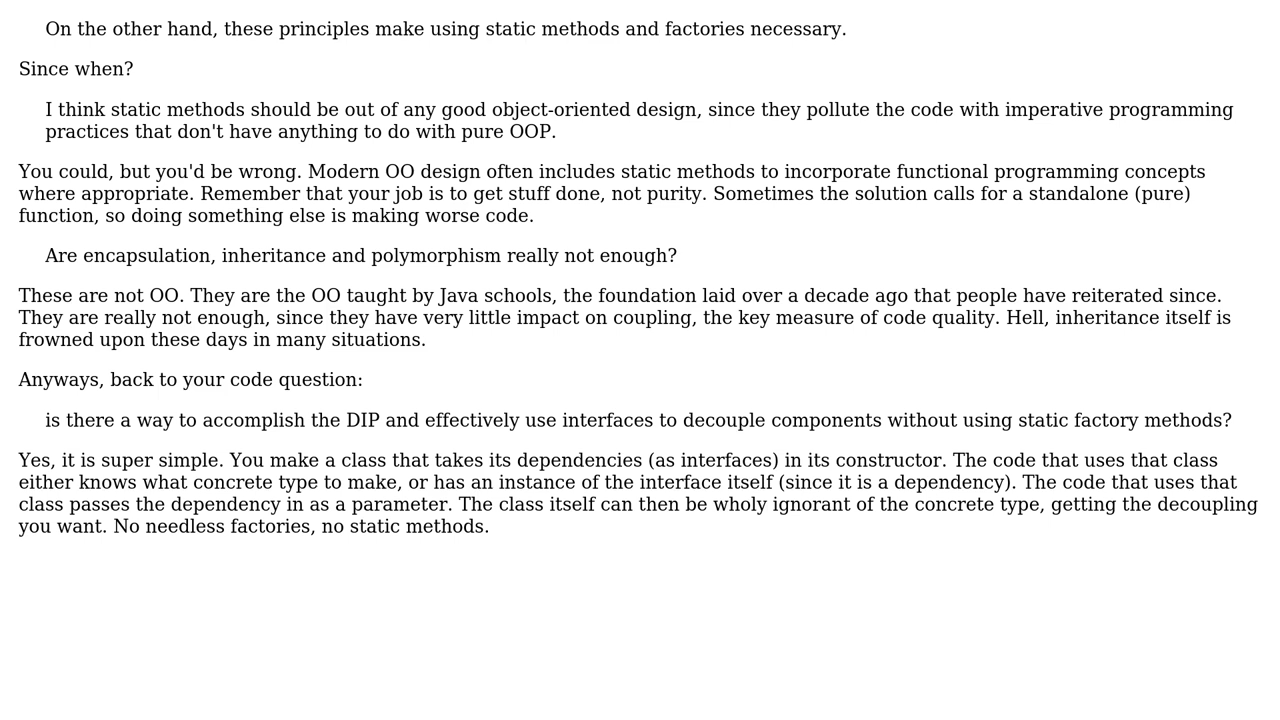 On the other hand, these principles make using static methods and factories necessary.
Since when?
I think static methods should be out of any good object-oriented design, since they pollute the code with imperative programming
practices that don't have anything to do with pure OOP.
You could, but you'd be wrong. Modern OO design often includes static methods to incorporate functional programming concepts
where appropriate. Remember that your job is to get stuff done, not purity. Sometimes the solution calls for a standalone (pure)
function, so doing something else is making worse code.
Are encapsulation, inheritance and polymorphism really not enough?
These are not OO. They are the OO taught by Java schools, the foundation laid over a decade ago that people have reiterated since.
They are really not enough, since they have very little impact on coupling, the key measure of code quality. Hell, inheritance itself is
frowned upon these days in many situations.
Anyways, back to your code question:
is there a way to accomplish the DIP and effectively use interfaces to decouple components without using static factory methods?
Yes, it is super simple. You make a class that takes its dependencies (as interfaces) in its constructor. The code that uses that class
either knows what concrete type to make, or has an instance of the interface itself (since it is a dependency). The code that uses that
class passes the dependency in as a parameter. The class itself can then be wholy ignorant of the concrete type, getting the decoupling
you want. No needless factories, no static methods.